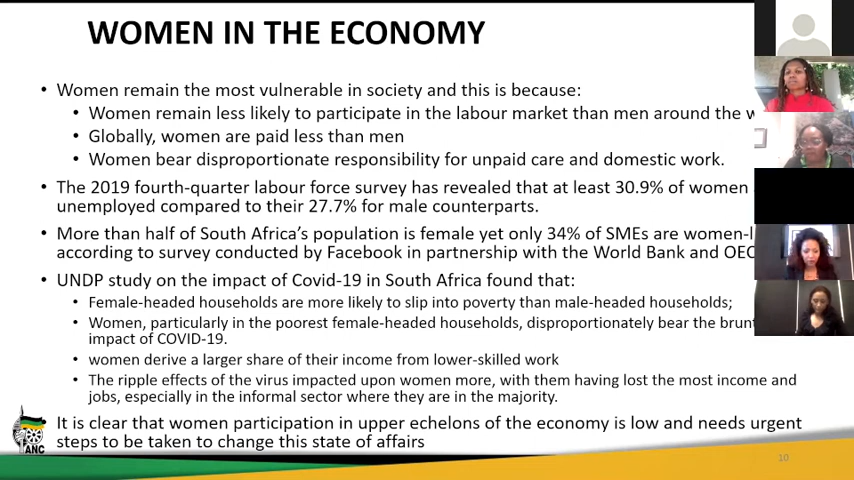 WOMEN IN THE ECONOMY
• Women remain the most vulnerable in society and this is because:
• Women remain less likely to participate in the labour market than men around the
• Globally, women are paid less than men
• Women bear disproportionate responsibility for unpaid care and domestic work.
• The 2019 fourth-quarter labour force survey has revealed that at least 30.9% of women
unemployed compared to their 27.7% for male counterparts.
• More than half of South Africa's population is female yet only 34% of SMEs are
according to survey conducted by Facebook in partnership with the World Bank and
• UNDP study on the impact of Covid-19 in South Africa found that:
• Female-headed households are more likely to slip into poverty than male-headed households;
• Women, particularly in the poorest female-headed households, disproportionately bear the brunt
impact of COVID-19.
• women derive a larger share of their income from lower-skilled work
• The ripple effects of the virus impacted upon women more, with them having lost the most income and
jobs, especially in the informal sector where they are in the majority.
It is clear that women participation in upper echelons of the economy is low and needs urgent
steps to be taken to change this state of affairs
ANC
10